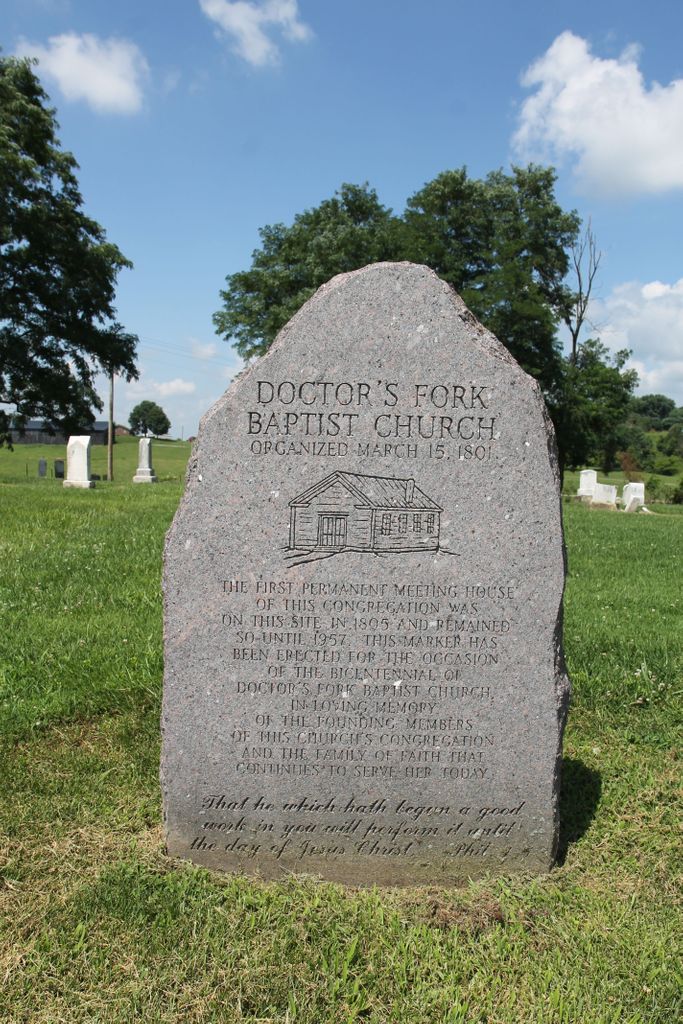 DOCTOR'S FORK
BAPTIST CHURCH
ORGANIZED MARCH 15, 1801
THE FIRST PERMANENT MEETING HOUSE
OF THIS CONGREGATION WAS
ON THIS SITE IN 1805 AND REMAINED
SO UNTIL 1957. THIS MARKER HAS
BEEN ERECTED FOR THE OCCASION
OF THE BICENTENNIAL OF
DOCTOR'S FORK BAPTIST CHURCH,
IN LOVING MEMORY
OF THE FOUNDING MEMBERS
OF THIS CHURCH'S CONGREGATION
AND THE FAMILY OF FAITH THAT
CONTINUES TO SERVE HER TODAY.
"That he which hath begun a good
work in you will perform it until
the day of Jesus Christ." Phil.